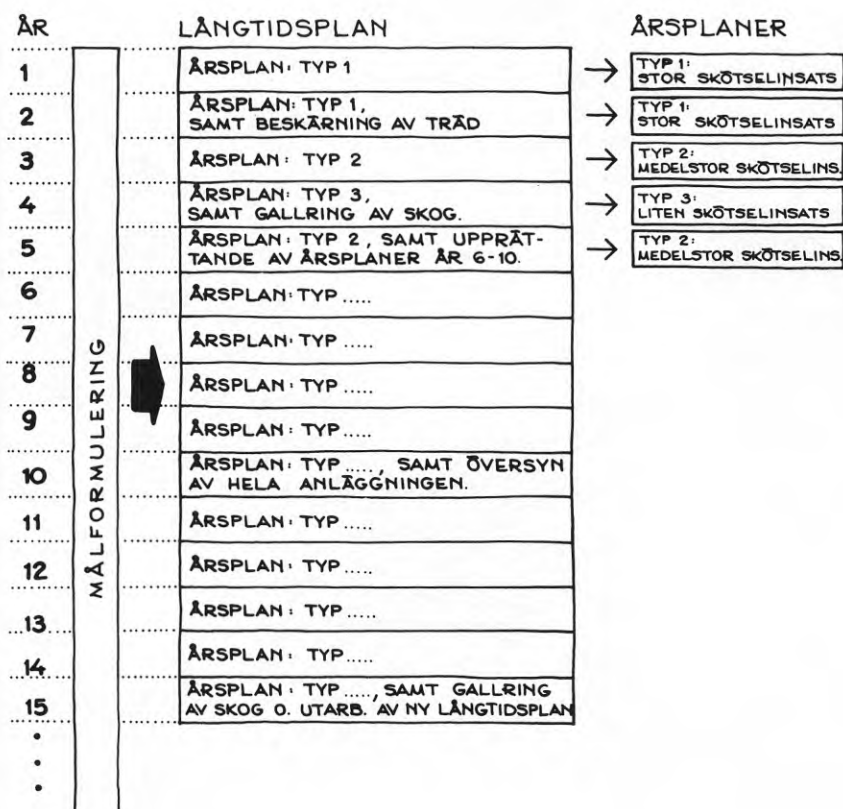 ÅR LÅNGTIDSPLAN ÅRSPLANER
MÅLFORMULERING
1 ÅRSPLAN: TYP 1
TYP 1:
STOR SKÖTSELINSATS
2 ÅRSPLAN: TYP 1,
SAMT BESKÄRNING AV TRÄD
TYP 1:
STOR SKÖTSELINSATS
3 ÅRSPLAN: TYP 2
TYP 2:
MEDELSTOR SKÖTSELINS.
4 ÅRSPLAN: TYP 3,
SAMT GALLRING AV SKOG.
TYP 3:
LITEN SKÖTSELINSATS
5 ÅRSPLAN: TYP 2, SAMT UPPRÄT-
TANDE AV ÅRSPLANER ÅR 6-10.
TYP 2:
MEDELSTOR SKÖTSELINS.
6 ÅRSPLAN: TYP .....
7 ÅRSPLAN: TYP .....
8 ÅRSPLAN: TYP .....
9 ÅRSPLAN: TYP .....
10 ÅRSPLAN: TYP ....., SAMT ÖVERSYN
AV HELA ANLÄGGNINGEN.
11 ÅRSPLAN: TYP .....
12 ÅRSPLAN: TYP .....
13 ÅRSPLAN: TYP .....
14 ÅRSPLAN: TYP .....
15 ÅRSPLAN: TYP ....., SAMT GALLRING
AV SKOG O. UTARB. AV NY LÅNGTIDSPLAN